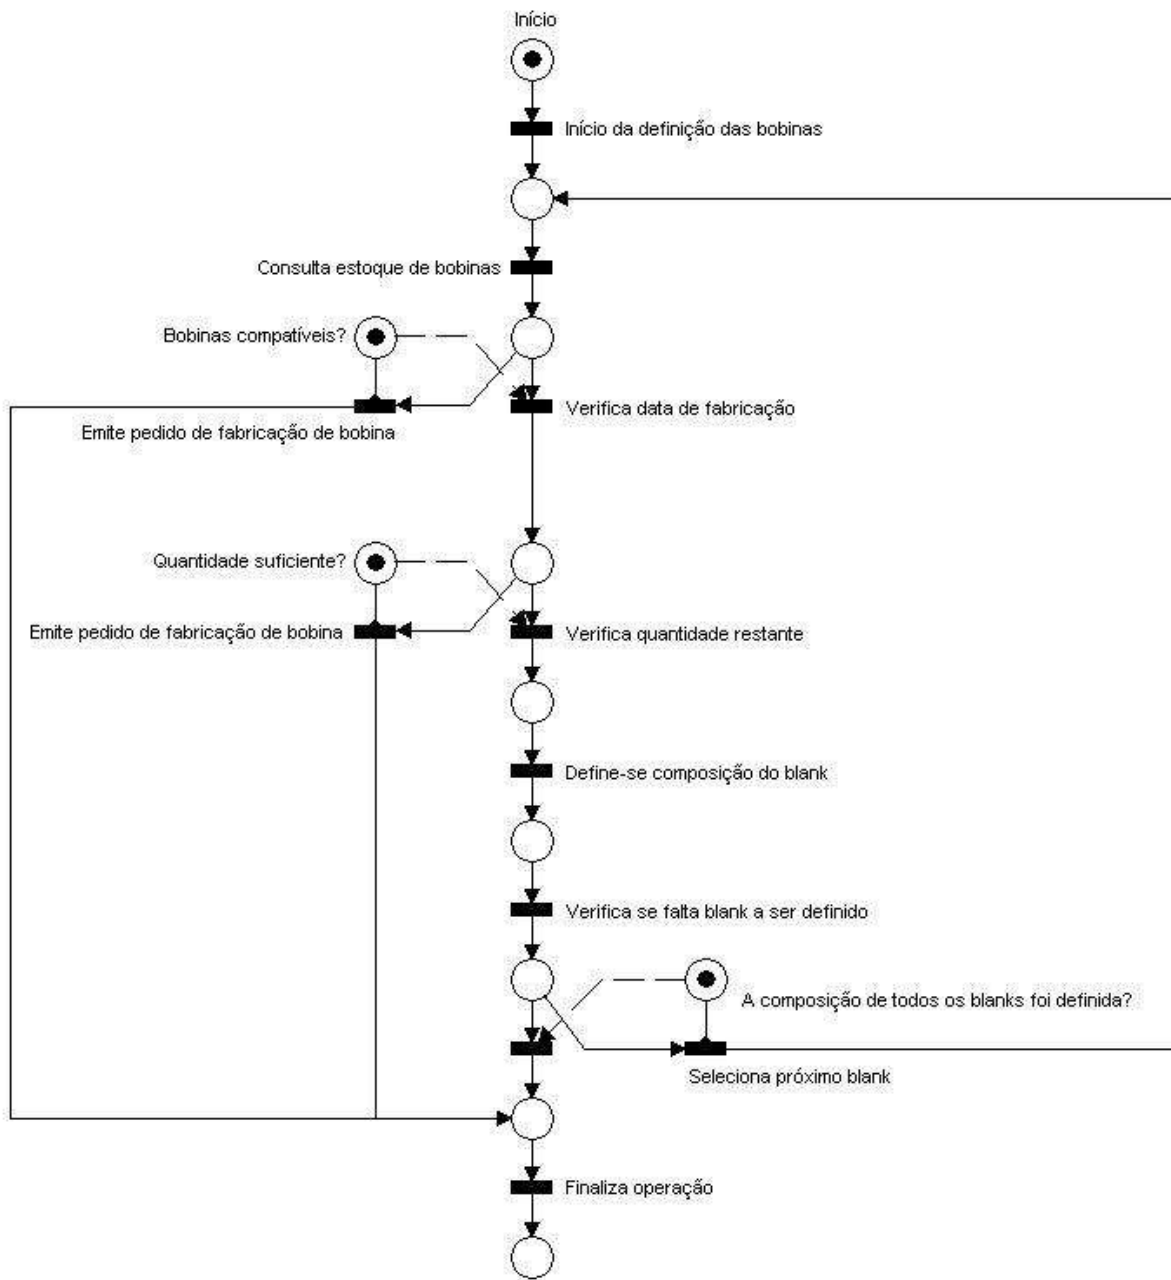 Início
Início da definição das bobinas
Consulta estoque de bobinas
Bobinas compatíveis?
Verifica data de fabricação
Emite pedido de fabricação de bobina
Quantidade suficiente?
Emite pedido de fabricação de bobina
Verifica quantidade restante
Define-se composição do blank
Verifica se falta blank a ser definido
A composição de todos os blanks foi definida?
Seleciona próximo blank
Finaliza operação